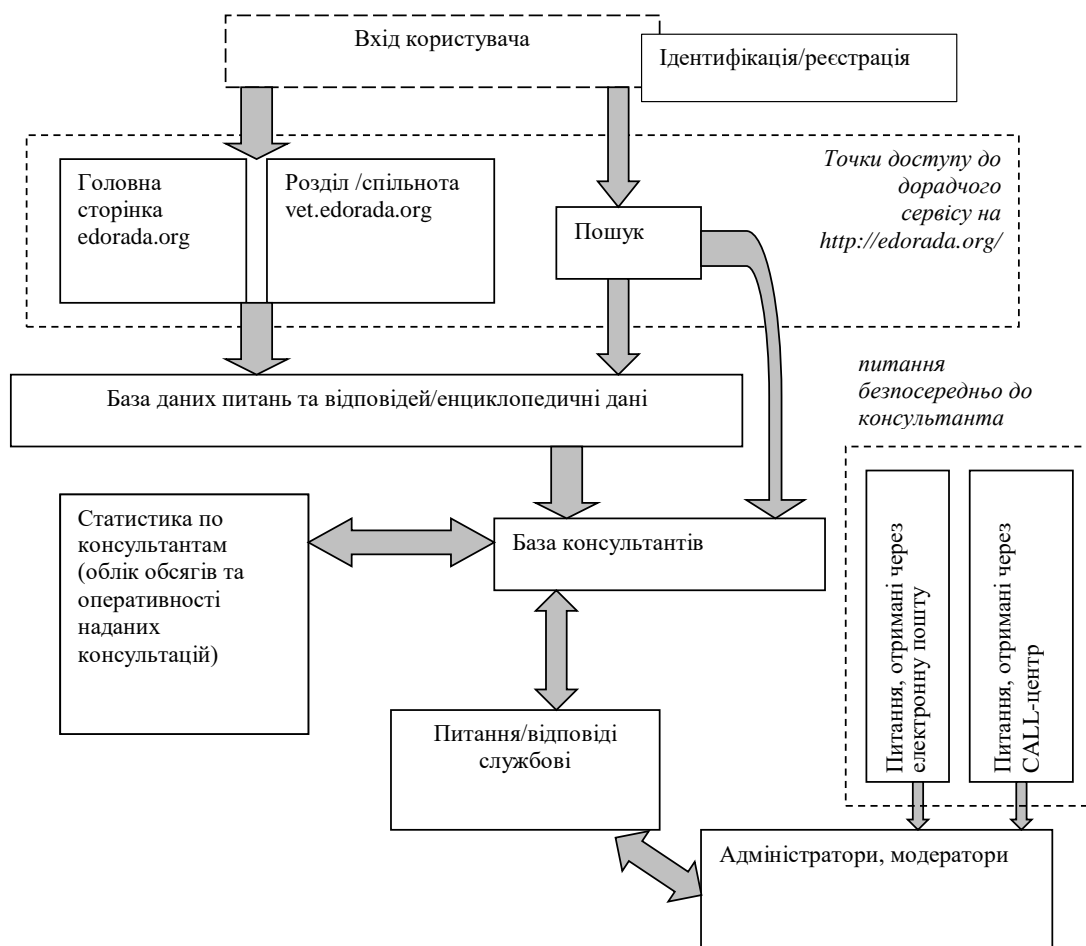 Вхід користувача
Ідентифікація/реєстрація
Головна
сторінка
edorada.org
Розділ /спільнота
vet.edorada.org
Пошук
Точки доступу до
дорадчого
сервісу на
http://edorada.org/
База даних питань та відповідей/енциклопедичні дані
питання
безпосередньо до
консультанта
Статистика по
консультантам
(облік обсягів та
оперативності
наданих
консультацій)
База консультантів
Питання, отримані через
електронну пошту
Питання, отримані через
CALL-центр
Питання/відповіді
службові
Адміністратори, модератори